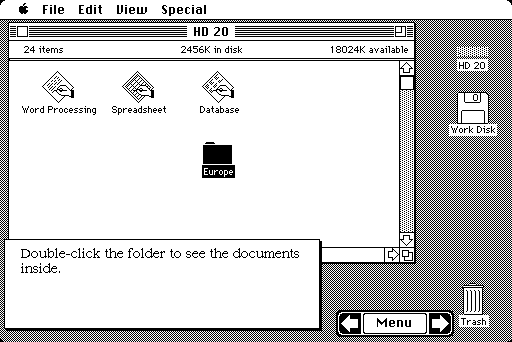 File Edit View Special
HD 20
24 items 2456K in disk 18024K available
HD 20
Word Processing Spreadsheet Database
Work Disk
Europe
Double-click the folder to see the documents
inside.
Menu
Trash